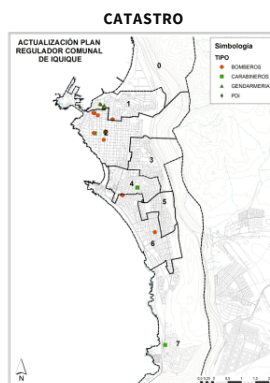 CATASTRO
ACTUALIZACIÓN PLAN
REGULADOR COMUNAL
DE IQUIQUE
Simbología
TIPO
BOMBEROS
CARABINEROS
GENDARMERIA
PDI
0
1
3
4
5
6
7
N